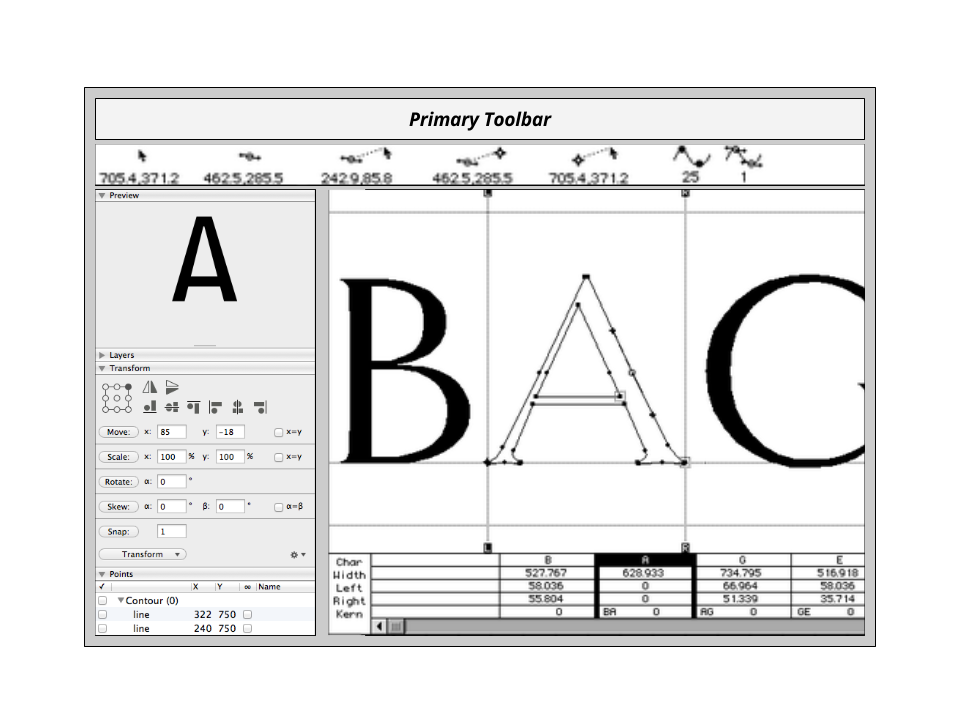 Primary Toolbar
705.4,371.2 462.5,285.5 242.9,85.8 462.5,285.5 705.4,371.2 25 1
Preview
A
Layers
Transform
Move: x: 85 y: -18 x=y
Scale: x: 100 % y: 100 % x=y
Rotate: α: 0 °
Skew: α: 0 ° β: 0 ° α=β
Snap: 1
Transform
Points
✓ X Y ∞ Name
Contour (0)
line 322 750
line 240 750
BAG
Char B A G E
Width 527.767 628.933 734.795 516.918
Left 58.036 0 66.964 58.036
Right 55.804 0 51.339 35.714
Kern 0 BA 0 AG 0 GE 0